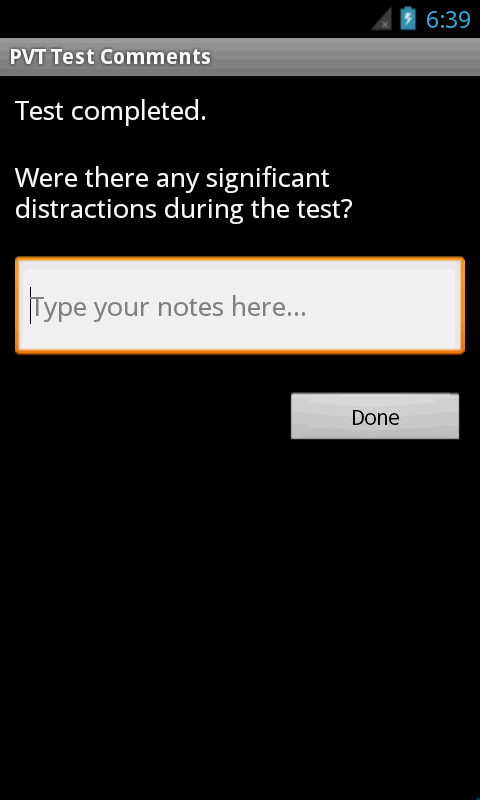 6:39
PVT Test Comments
Test completed.
Were there any significant
distractions during the test?
Type your notes here...
Done